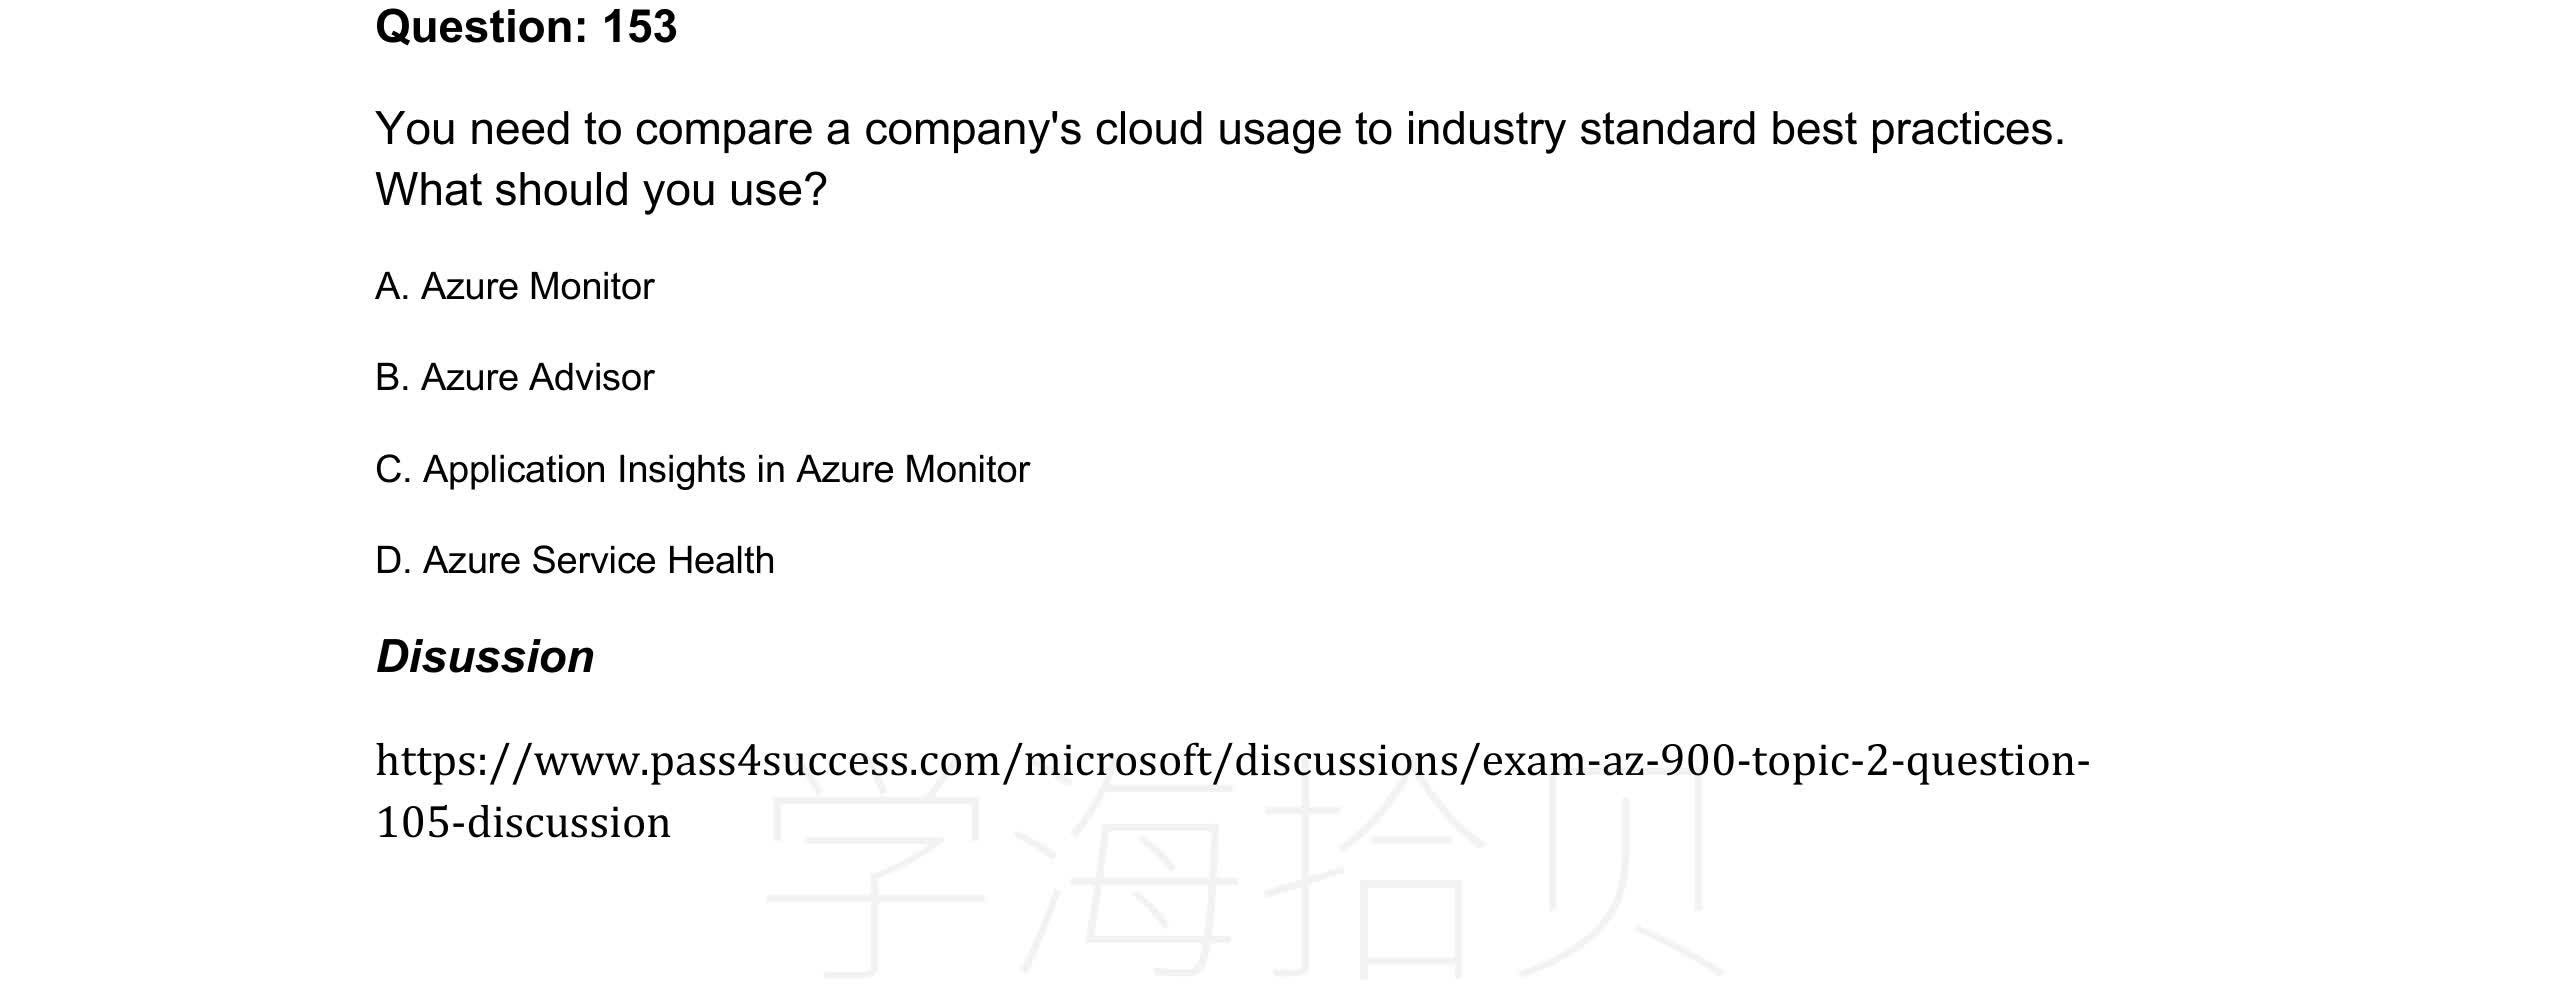 Question: 153
You need to compare a company's cloud usage to industry standard best practices.
What should you use?
A. Azure Monitor
B. Azure Advisor
C. Application Insights in Azure Monitor
D. Azure Service Health
Disussion
https://www.pass4success.com/microsoft/discussions/exam-az-900-topic-2-question-
105-discussion
学海拾贝